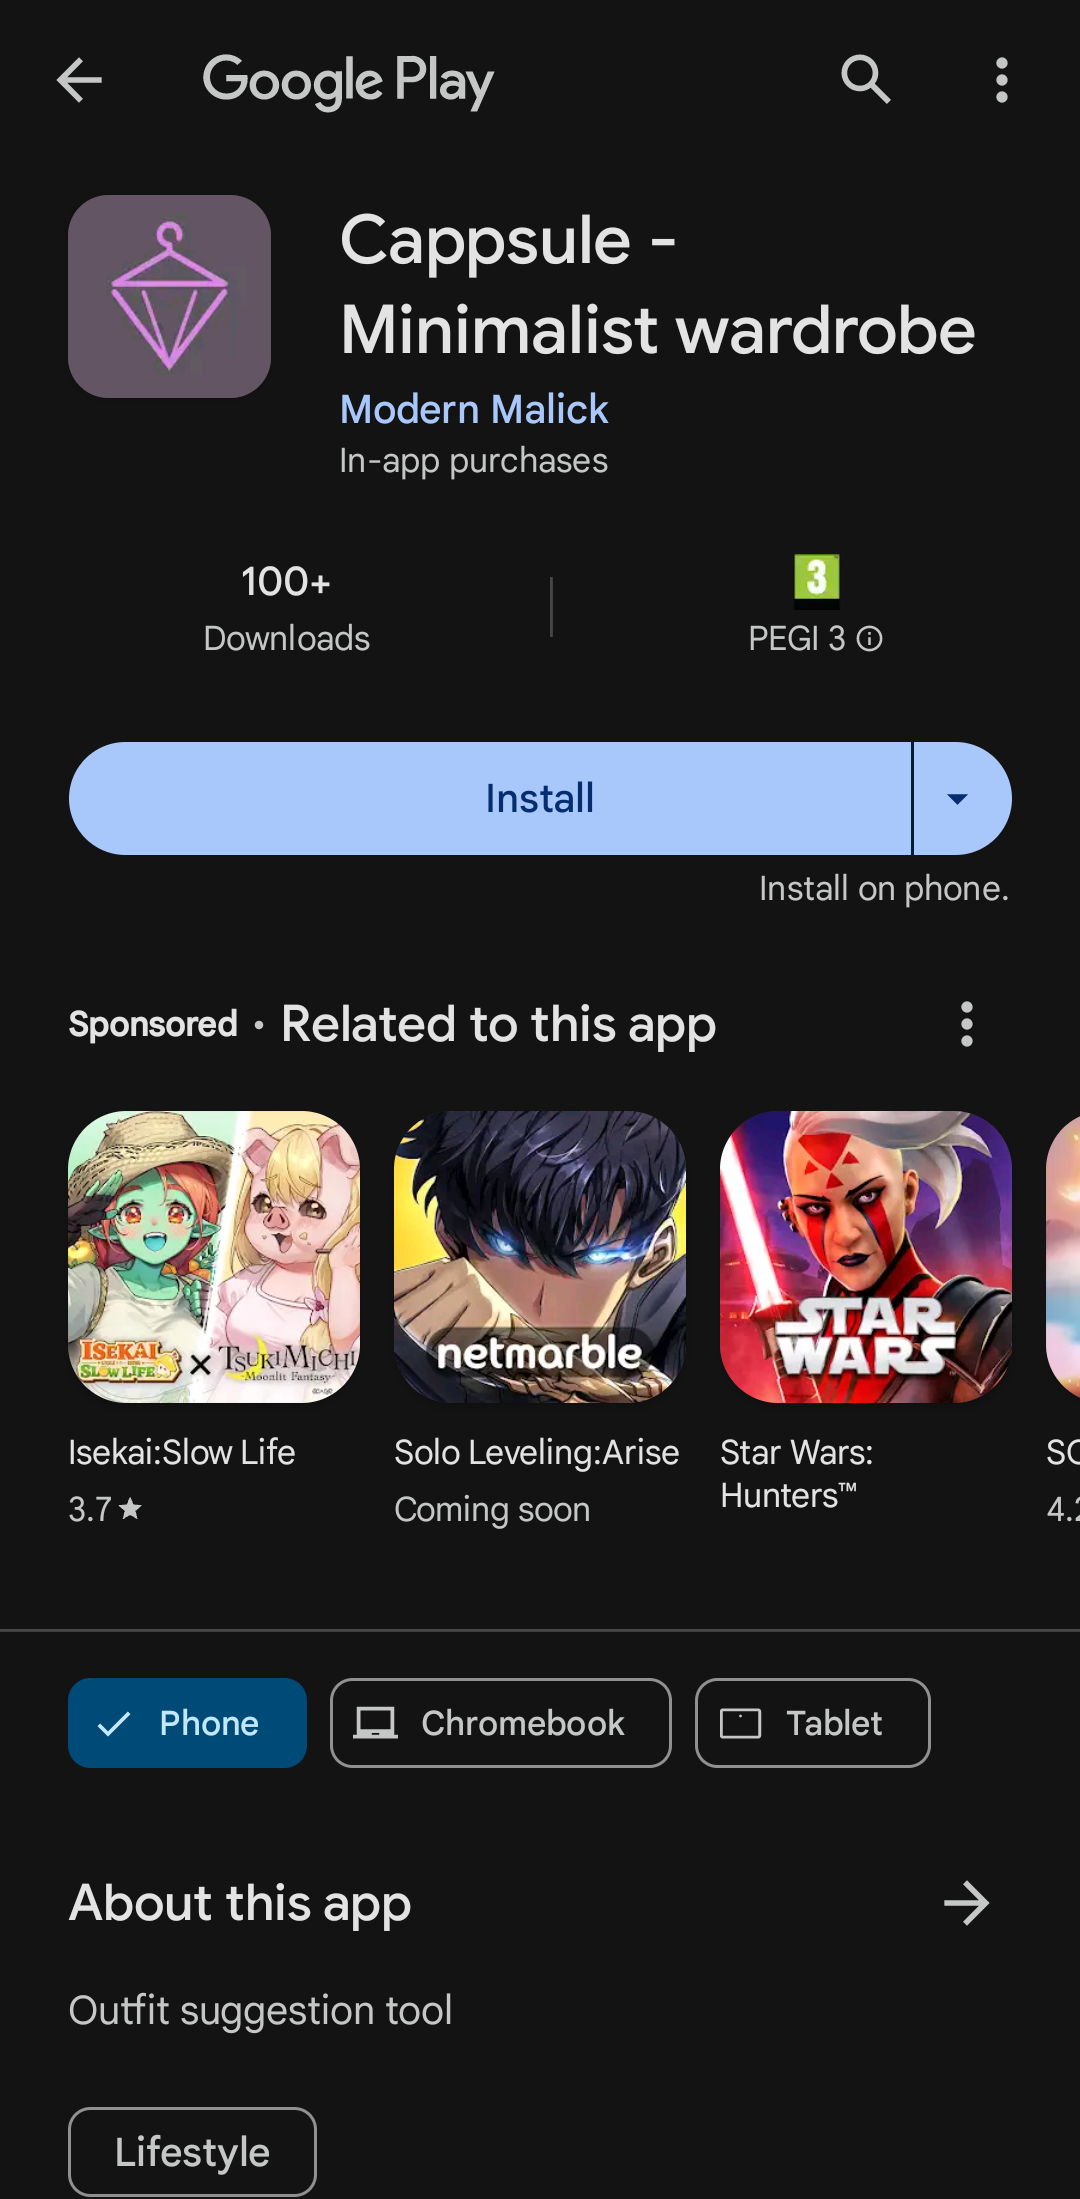 Google Play
Cappsule -
Minimalist wardrobe
Modern Malick
In-app purchases
100+
Downloads
3
PEGI 3
Install
Install on phone.
Sponsored • Related to this app
ISEKAI
SLOW LIFE
×
TSUKIMICHI
Moonlit Fantasy
netmarble
STAR
WARS
Isekai:Slow Life
3.7★
Solo Leveling:Arise
Coming soon
Star Wars:
Hunters™
4.2
Phone
Chromebook
Tablet
About this app
Outfit suggestion tool
Lifestyle